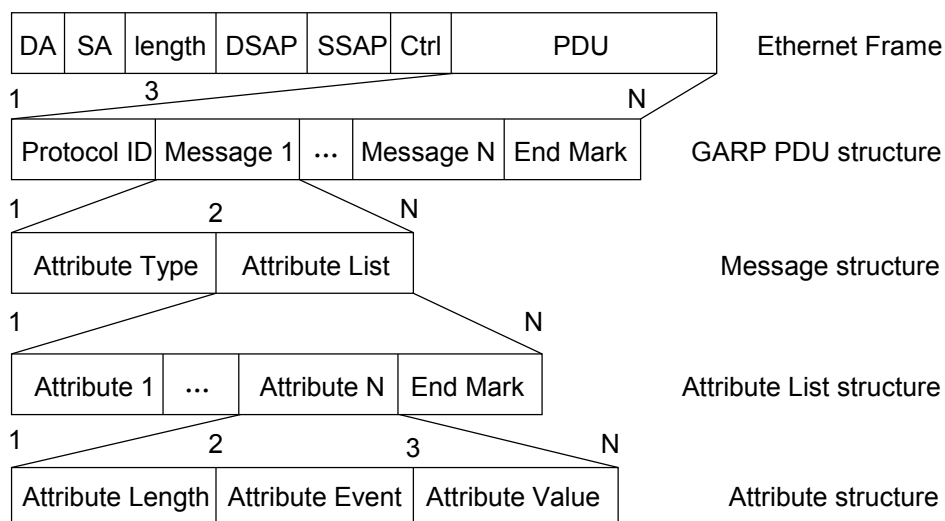 DA SA length DSAP SSAP Ctrl PDU Ethernet Frame
1 3 N
Protocol ID Message 1 ... Message N End Mark GARP PDU structure
1 2 N
Attribute Type Attribute List Message structure
1 N
Attribute 1 ... Attribute N End Mark Attribute List structure
1 2 3 N
Attribute Length Attribute Event Attribute Value Attribute structure